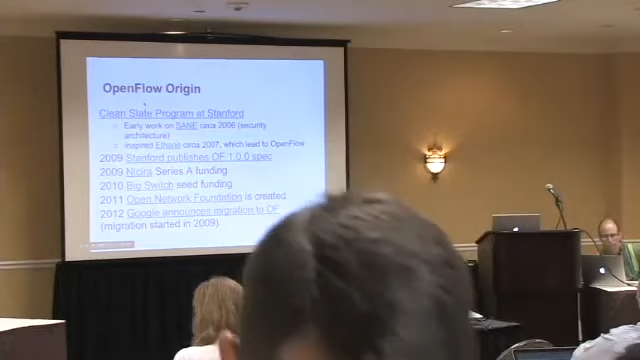 OpenFlow Origin
Clean Slate Program at Stanford
Early work on SANE circa 2006 (security
architecture)
inspired Ethane circa 2007, which lead to OpenFlow
2009 Stanford publishes OF 1.0.0 spec
2009 Nicira Series A funding
2010 Big Switch seed funding
2011 Open Network Foundation is created
2012 Google announces migration to OF
(migration started in 2009)